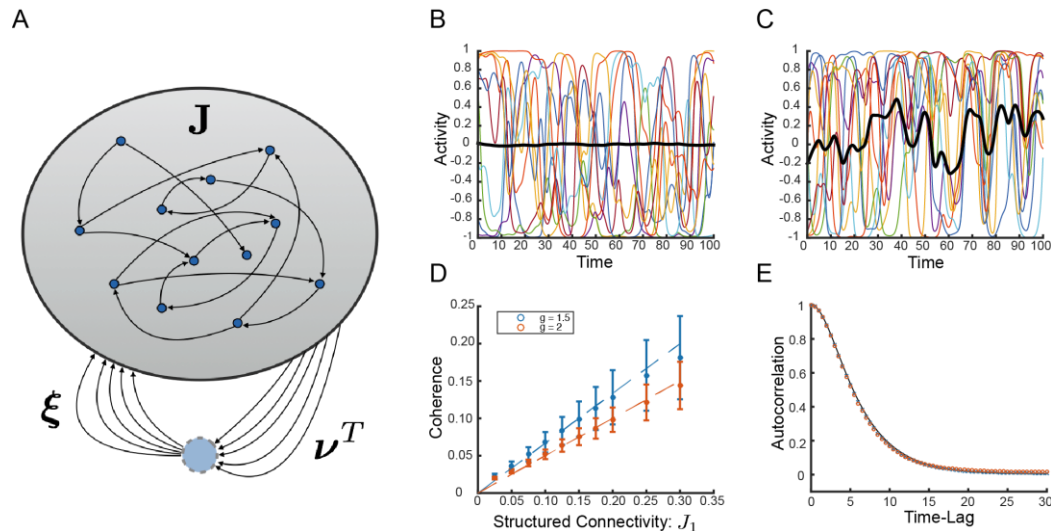 A
J
ξ
ν^T
B
Activity
1
0.8
0.6
0.4
0.2
0
-0.2
-0.4
-0.6
-0.8
-1
0 10 20 30 40 50 60 70 80 90 100
Time
C
Activity
1
0.8
0.6
0.4
0.2
0
-0.2
-0.4
-0.6
-0.8
-1
0 10 20 30 40 50 60 70 80 90 100
Time
D
Coherence
0.25
0.20
0.15
0.10
0.05
0
g = 1.5
g = 2
0 0.05 0.10 0.15 0.20 0.25 0.30 0.35
Structured Connectivity: J₁
E
Autocorrelation
1
0.8
0.6
0.4
0.2
0
0 5 10 15 20 25 30
Time-Lag